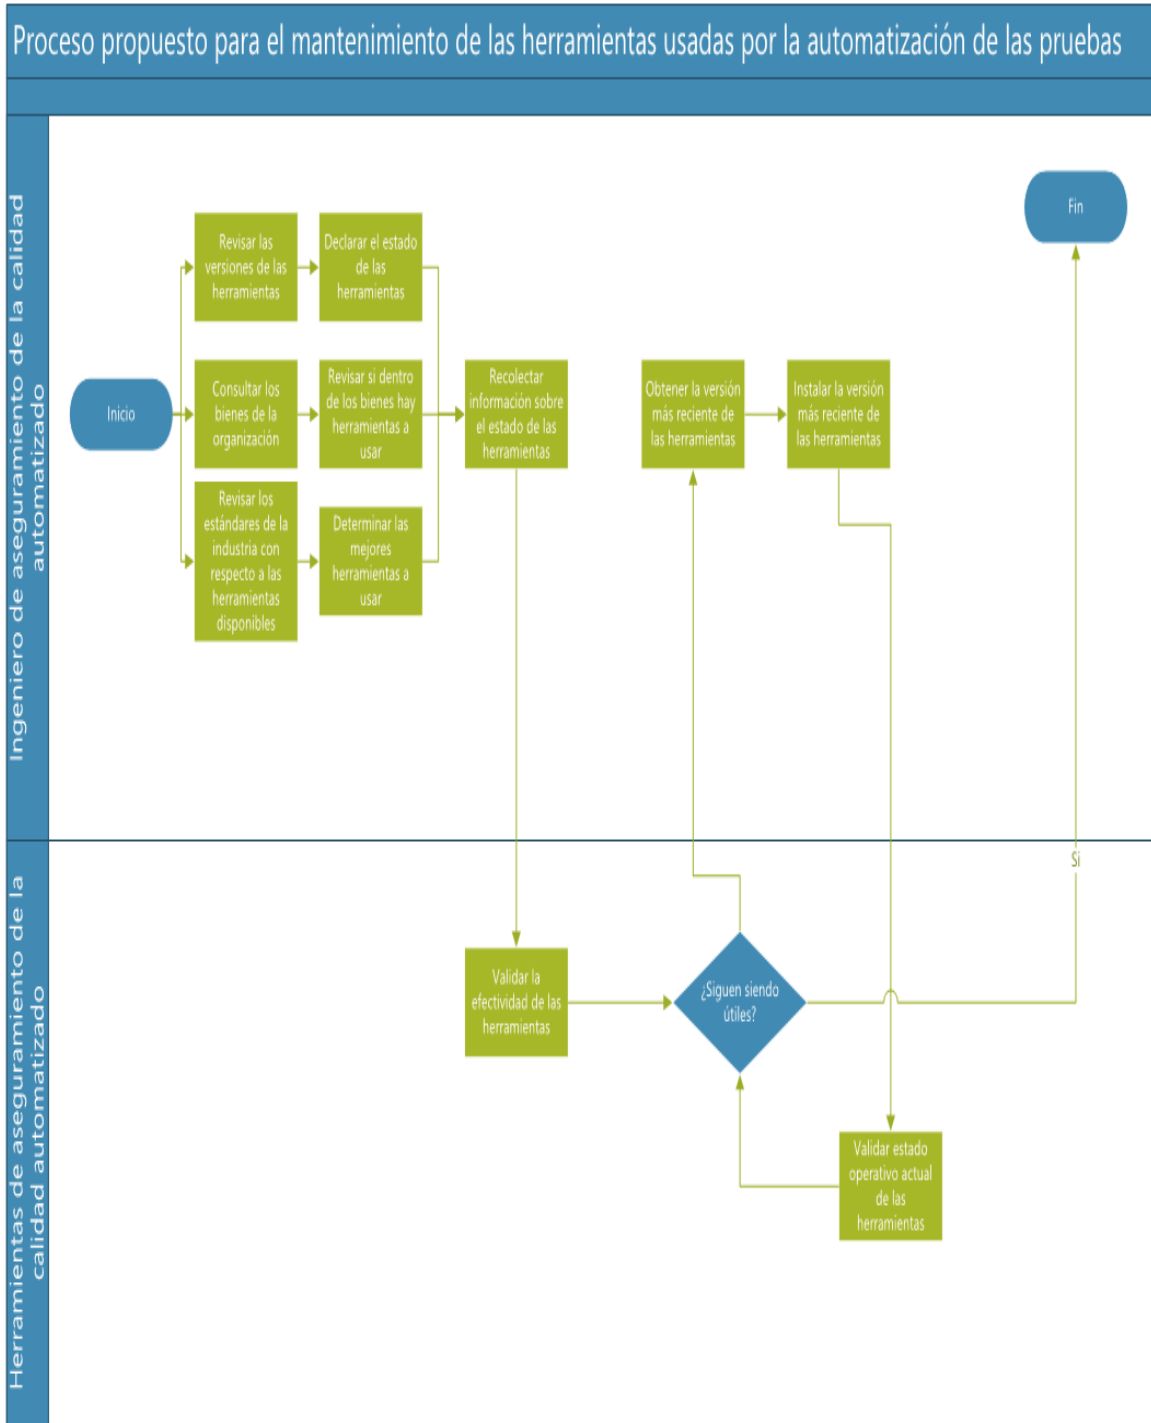 Proceso propuesto para el mantenimiento de las herramientas usadas por la automatización de las pruebas
Ingeniero de aseguramiento de la calidad
automatizado
Inicio
Revisar las
versiones de las
herramientas
Declarar el estado
de las
herramientas
Consultar los
bienes de la
organización
Revisar si dentro
de los bienes hay
herramientas a
usar
Revisar los
estándares de la
industria con
respecto a las
herramientas
disponibles
Determinar las
mejores
herramientas a
usar
Recolectar
información sobre
el estado de las
herramientas
Obtener la versión
más reciente de
las herramientas
Instalar la versión
más reciente de
las herramientas
Fin
Herramientas de aseguramiento de la
calidad automatizado
Validar la
efectividad de las
herramientas
¿Siguen siendo
útiles?
Si
Validar estado
operativo actual
de las
herramientas